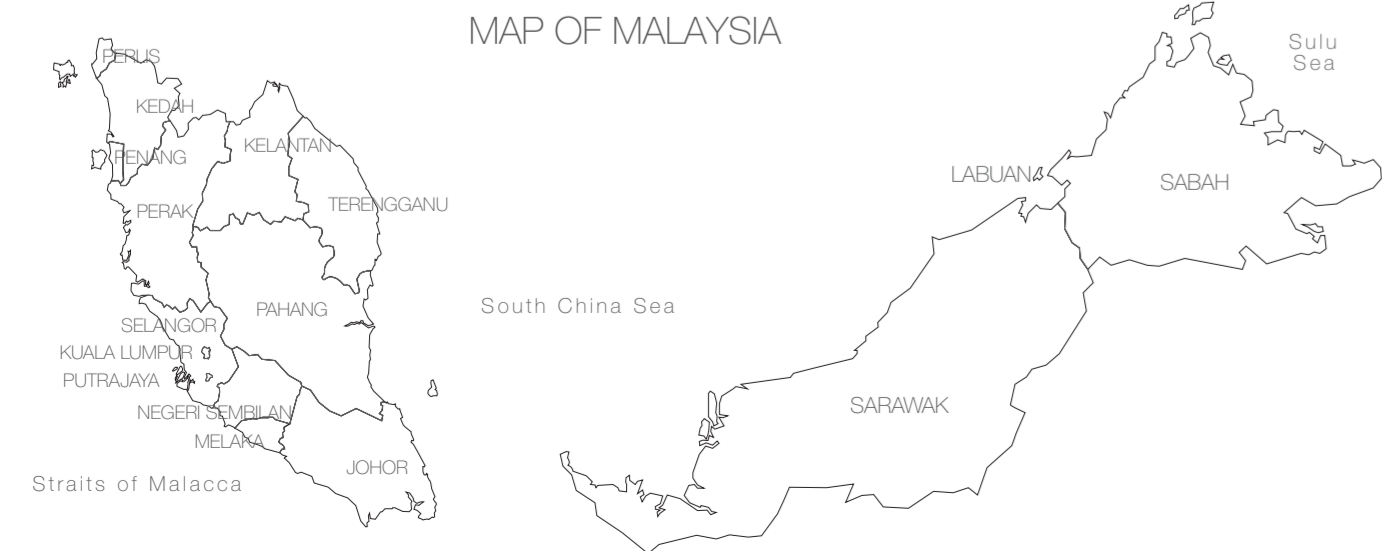 MAP OF MALAYSIA
Sulu
Sea
PERLIS
KEDAH
PENANG
KELANTAN
LABUAN
SABAH
PERAK
TERENGGANU
South China Sea
PAHANG
SELANGOR
KUALA LUMPUR
PUTRAJAYA
NEGERI SEMBILAN
SARAWAK
MELAKA
JOHOR
Straits of Malacca